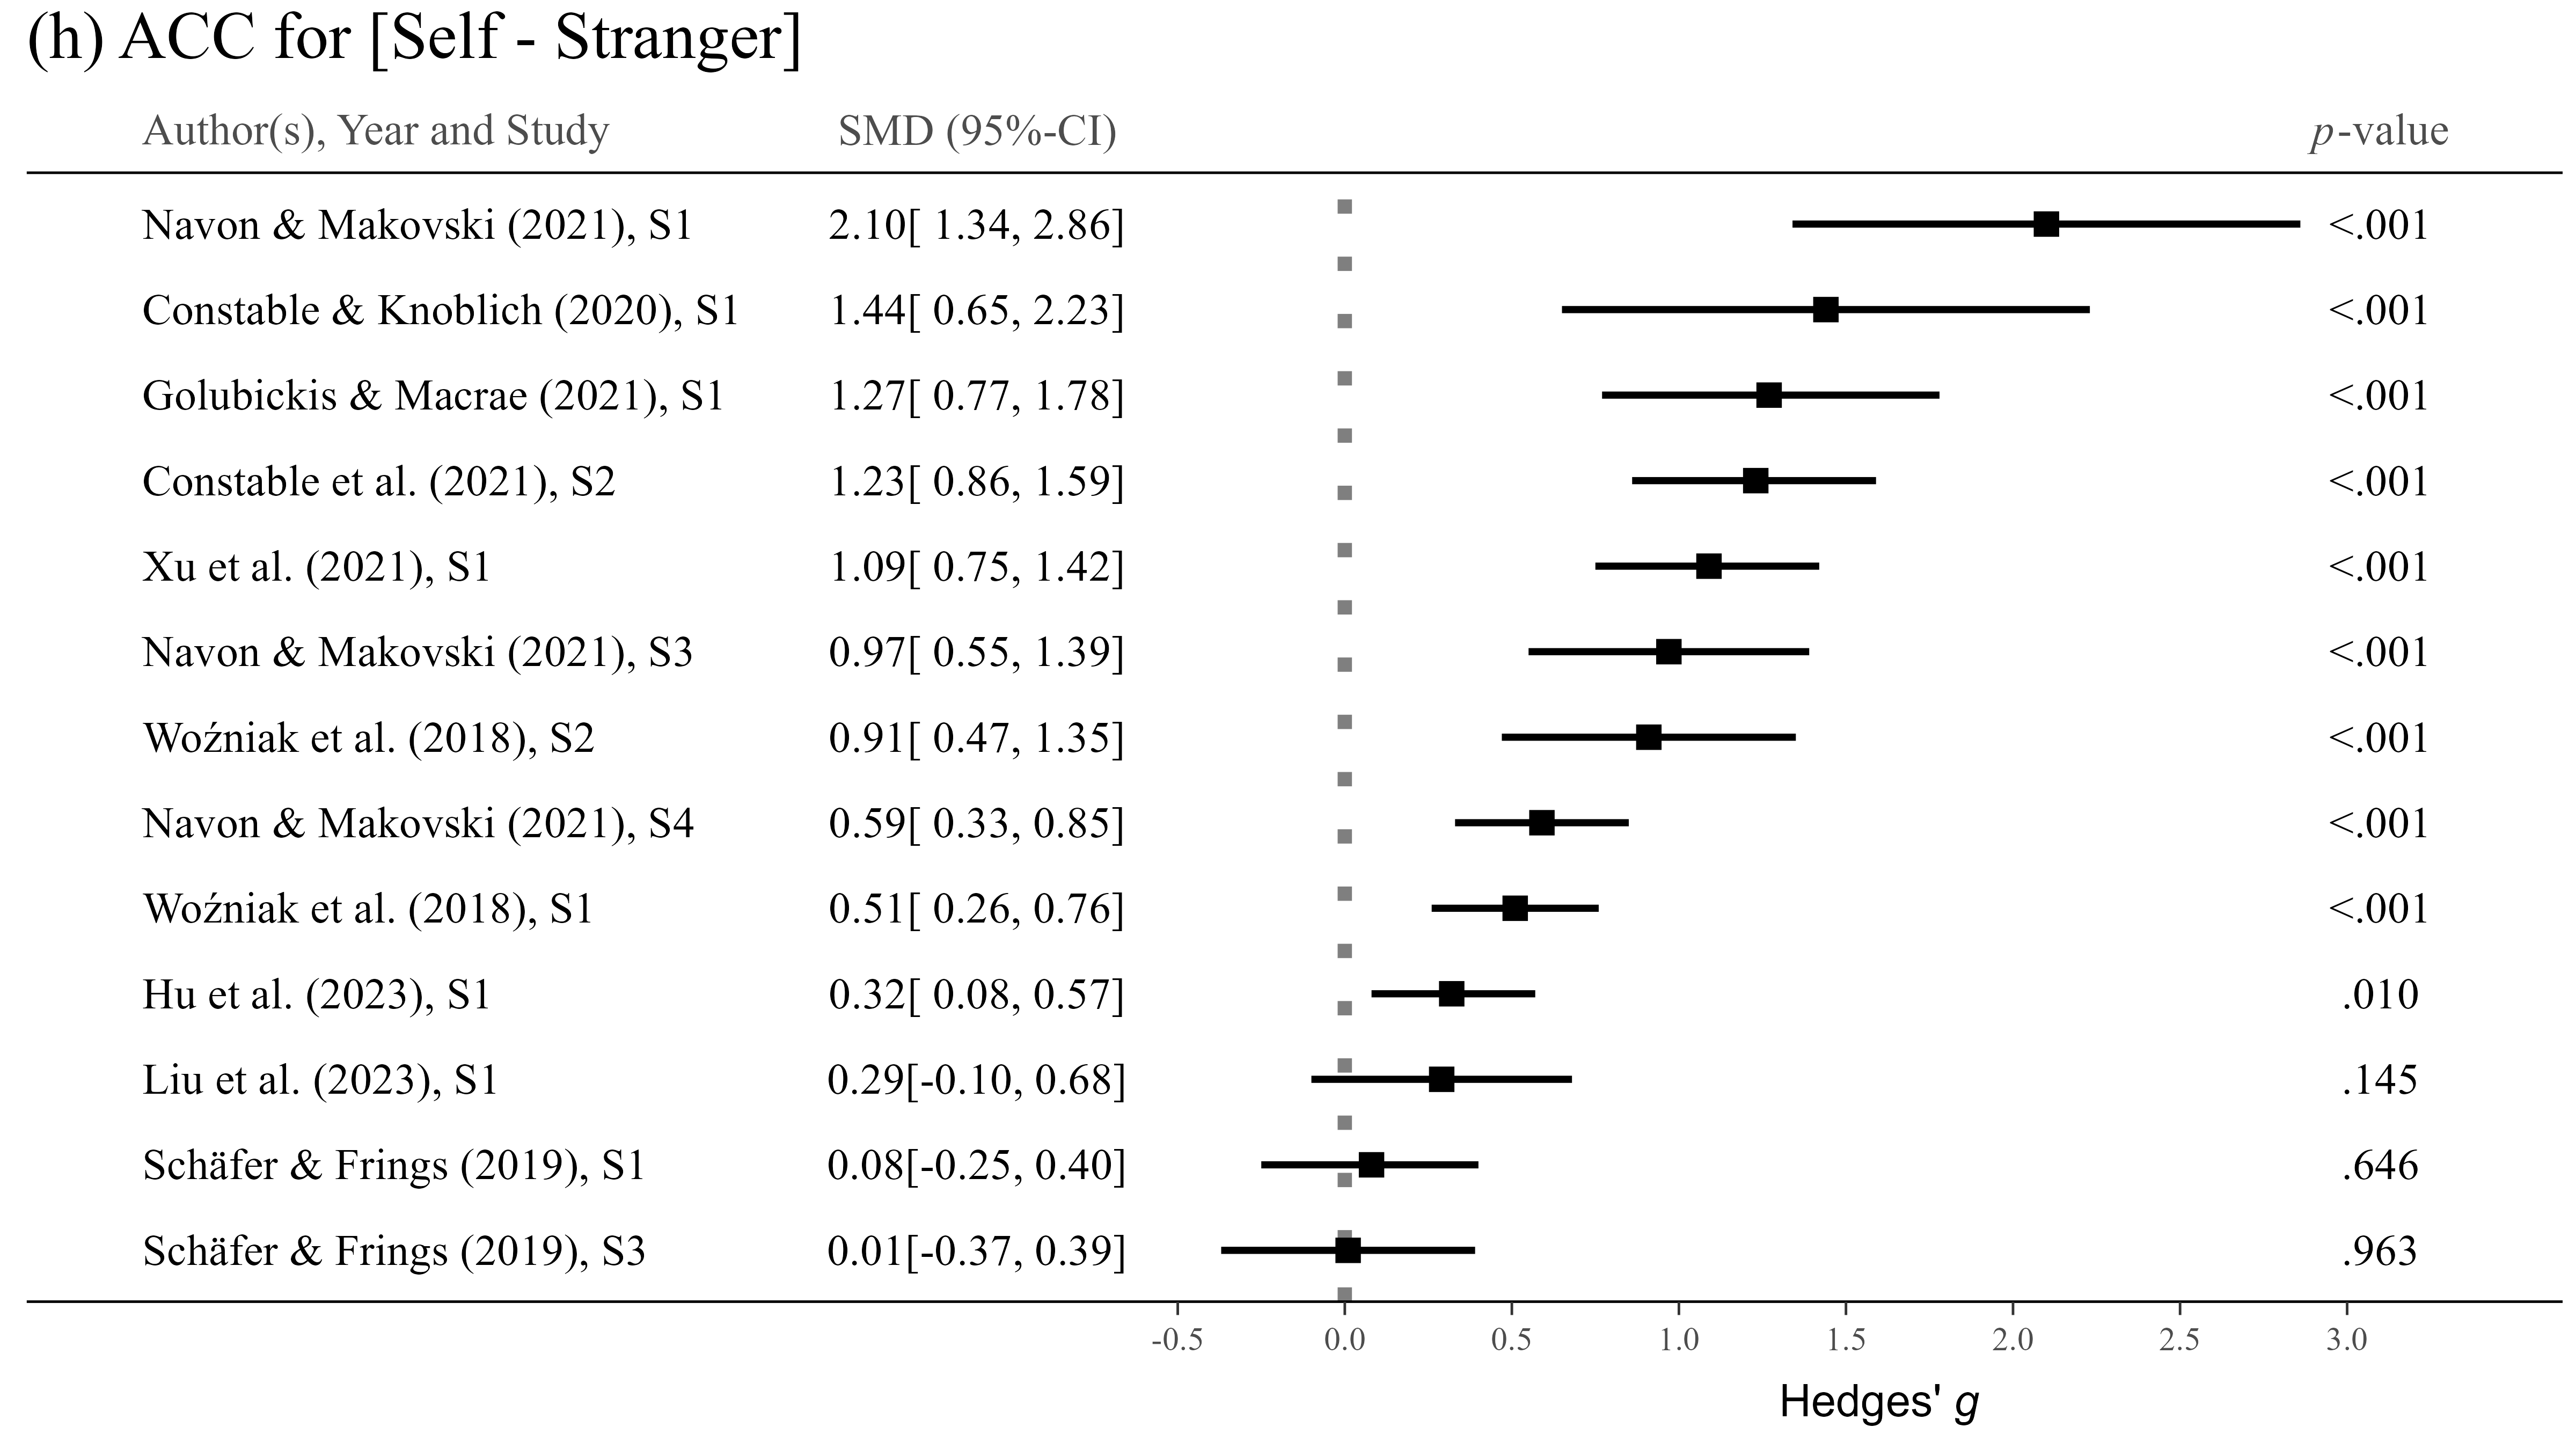 (h) ACC for [Self - Stranger]
Author(s), Year and Study SMD (95%-CI) p-value
Navon & Makovski (2021), S1 2.10[ 1.34, 2.86] <.001
Constable & Knoblich (2020), S1 1.44[ 0.65, 2.23] <.001
Golubickis & Macrae (2021), S1 1.27[ 0.77, 1.78] <.001
Constable et al. (2021), S2 1.23[ 0.86, 1.59] <.001
Xu et al. (2021), S1 1.09[ 0.75, 1.42] <.001
Navon & Makovski (2021), S3 0.97[ 0.55, 1.39] <.001
Woźniak et al. (2018), S2 0.91[ 0.47, 1.35] <.001
Navon & Makovski (2021), S4 0.59[ 0.33, 0.85] <.001
Woźniak et al. (2018), S1 0.51[ 0.26, 0.76] <.001
Hu et al. (2023), S1 0.32[ 0.08, 0.57] .010
Liu et al. (2023), S1 0.29[-0.10, 0.68] .145
Schäfer & Frings (2019), S1 0.08[-0.25, 0.40] .646
Schäfer & Frings (2019), S3 0.01[-0.37, 0.39] .963
-0.5 0.0 0.5 1.0 1.5 2.0 2.5 3.0
Hedges' g